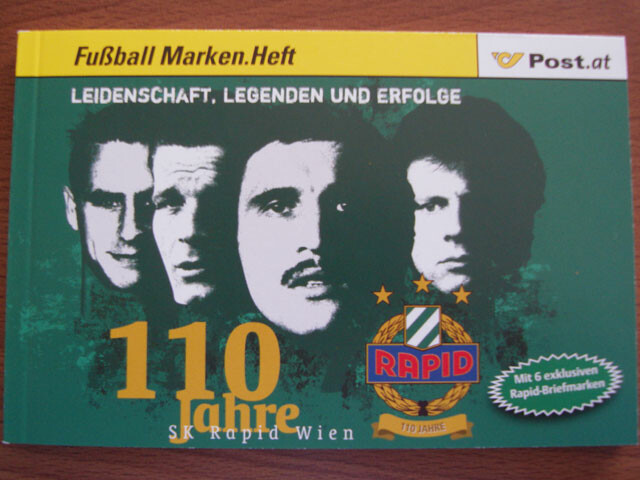 Fußball Marken.Heft
Post.at
LEIDENSCHAFT, LEGENDEN UND ERFOLGE
110
Jahre
SK Rapid Wien
RAPID
110 JAHRE
Mit 6 exklusiven
Rapid-Briefmarken